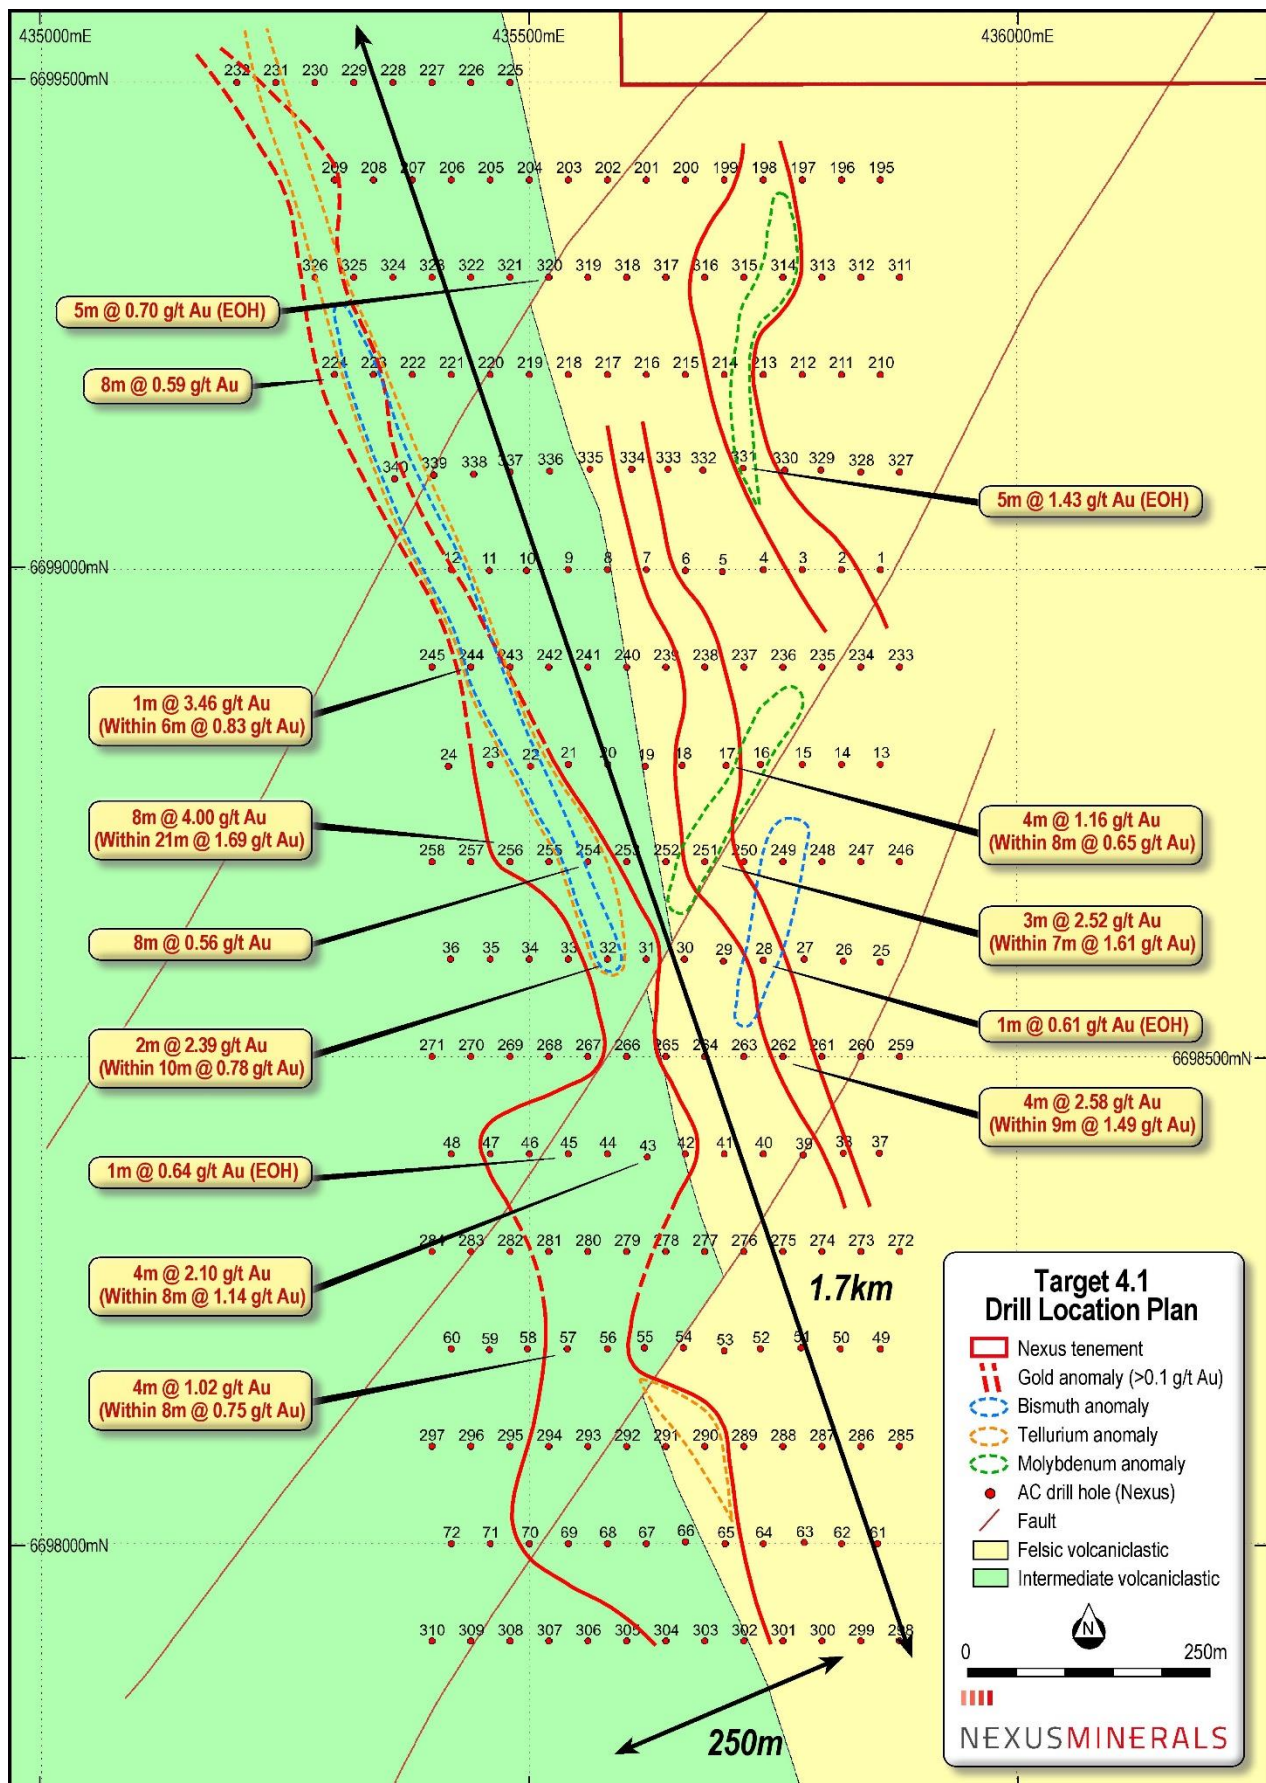 435000mE 435500mE 436000mE
6699500mN
232 231 230 229 228 227 226 225
209 208 207 206 205 204 203 202 201 200 199 198 197 196 195
326 325 324 323 322 321 320 319 318 317 316 315 314 313 312 311
5m @ 0.70 g/t Au (EOH)
224 223 222 221 220 219 218 217 216 215 214 213 212 211 210
8m @ 0.59 g/t Au
340 339 338 337 336 335 334 333 332 331 330 329 328 327
5m @ 1.43 g/t Au (EOH)
6699000mN
12 11 10 9 8 7 6 5 4 3 2 1
245 244 243 242 241 240 239 238 237 236 235 234 233
1m @ 3.46 g/t Au
(Within 6m @ 0.83 g/t Au)
24 23 22 21 20 19 18 17 16 15 14 13
8m @ 4.00 g/t Au
(Within 21m @ 1.69 g/t Au)
4m @ 1.16 g/t Au
(Within 8m @ 0.65 g/t Au)
258 257 256 255 254 253 252 251 250 249 248 247 246
8m @ 0.56 g/t Au
3m @ 2.52 g/t Au
(Within 7m @ 1.61 g/t Au)
36 35 34 33 32 31 30 29 28 27 26 25
1m @ 0.61 g/t Au (EOH)
2m @ 2.39 g/t Au
(Within 10m @ 0.78 g/t Au)
271 270 269 268 267 266 265 264 263 262 261 260 259
6698500mN
4m @ 2.58 g/t Au
(Within 9m @ 1.49 g/t Au)
48 47 46 45 44 43 42 41 40 39 38 37
1m @ 0.64 g/t Au (EOH)
284 283 282 281 280 279 278 277 276 275 274 273 272
4m @ 2.10 g/t Au
(Within 8m @ 1.14 g/t Au)
1.7km
60 59 58 57 56 55 54 53 52 51 50 49
4m @ 1.02 g/t Au
(Within 8m @ 0.75 g/t Au)
297 296 295 294 293 292 291 290 289 288 287 286 285
6698000mN
72 71 70 69 68 67 66 65 64 63 62 61
310 309 308 307 306 305 304 303 302 301 300 299 298
250m
Target 4.1
Drill Location Plan
Nexus tenement
Gold anomaly (>0.1 g/t Au)
Bismuth anomaly
Tellurium anomaly
Molybdenum anomaly
AC drill hole (Nexus)
Fault
Felsic volcaniclastic
Intermediate volcaniclastic
N
0 250m
NEXUSMINERALS